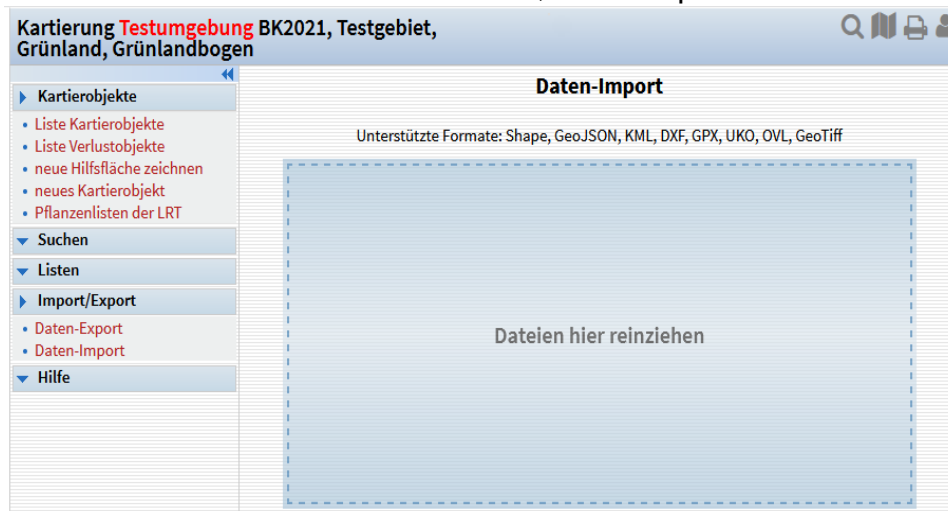 Kartierung Testumgebung BK2021, Testgebiet,
Grünland, Grünlandbogen
Kartierobjekte
Liste Kartierobjekte
Liste Verlustobjekte
neue Hilfsfläche zeichnen
neues Kartierobjekt
Pflanzenlisten der LRT
Suchen
Listen
Import/Export
Daten-Export
Daten-Import
Hilfe
Daten-Import
Unterstützte Formate: Shape, GeoJSON, KML, DXF, GPX, UKO, OVL, GeoTiff
Dateien hier reinziehen